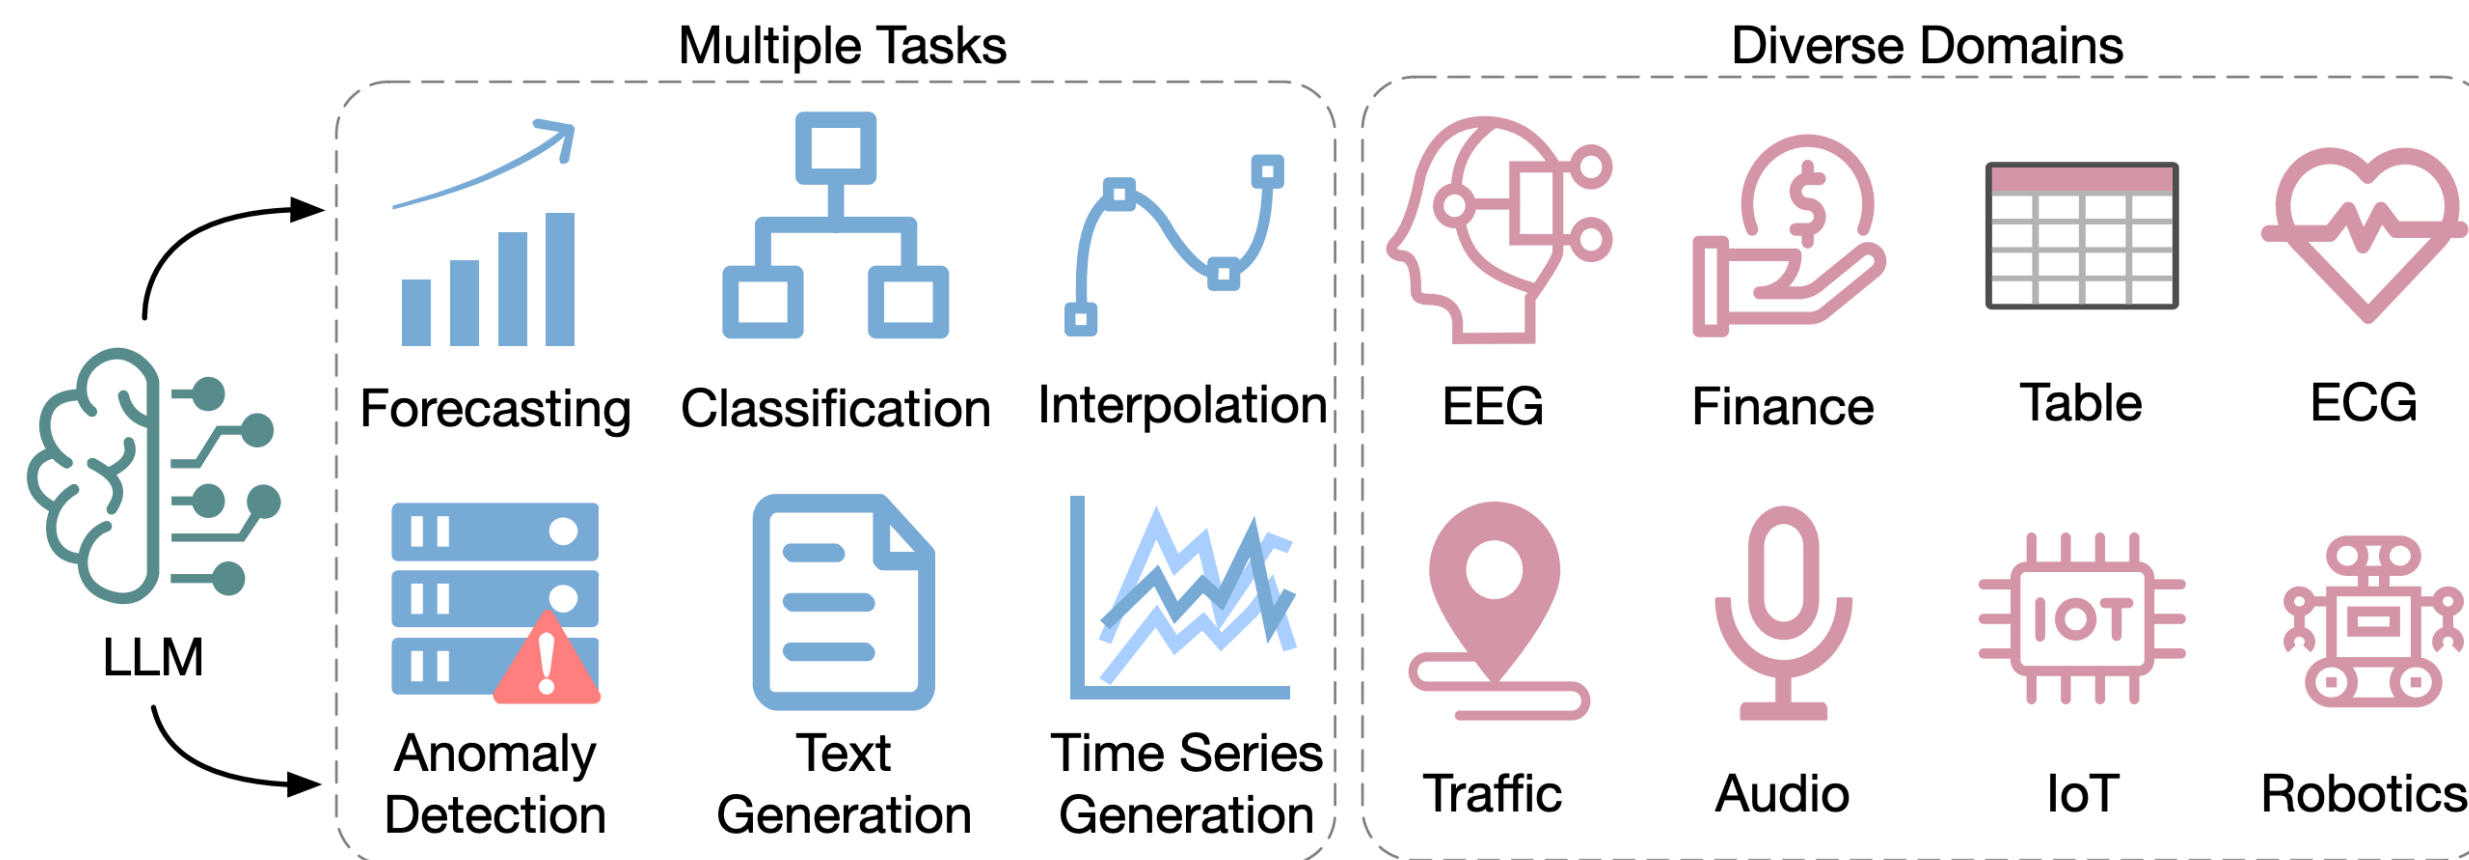 Multiple Tasks
Diverse Domains
Forecasting
Classification
Interpolation
Anomaly
Detection
Text
Generation
Time Series
Generation
EEG
Finance
Table
ECG
Traffic
Audio
IOT
IoT
Robotics
LLM